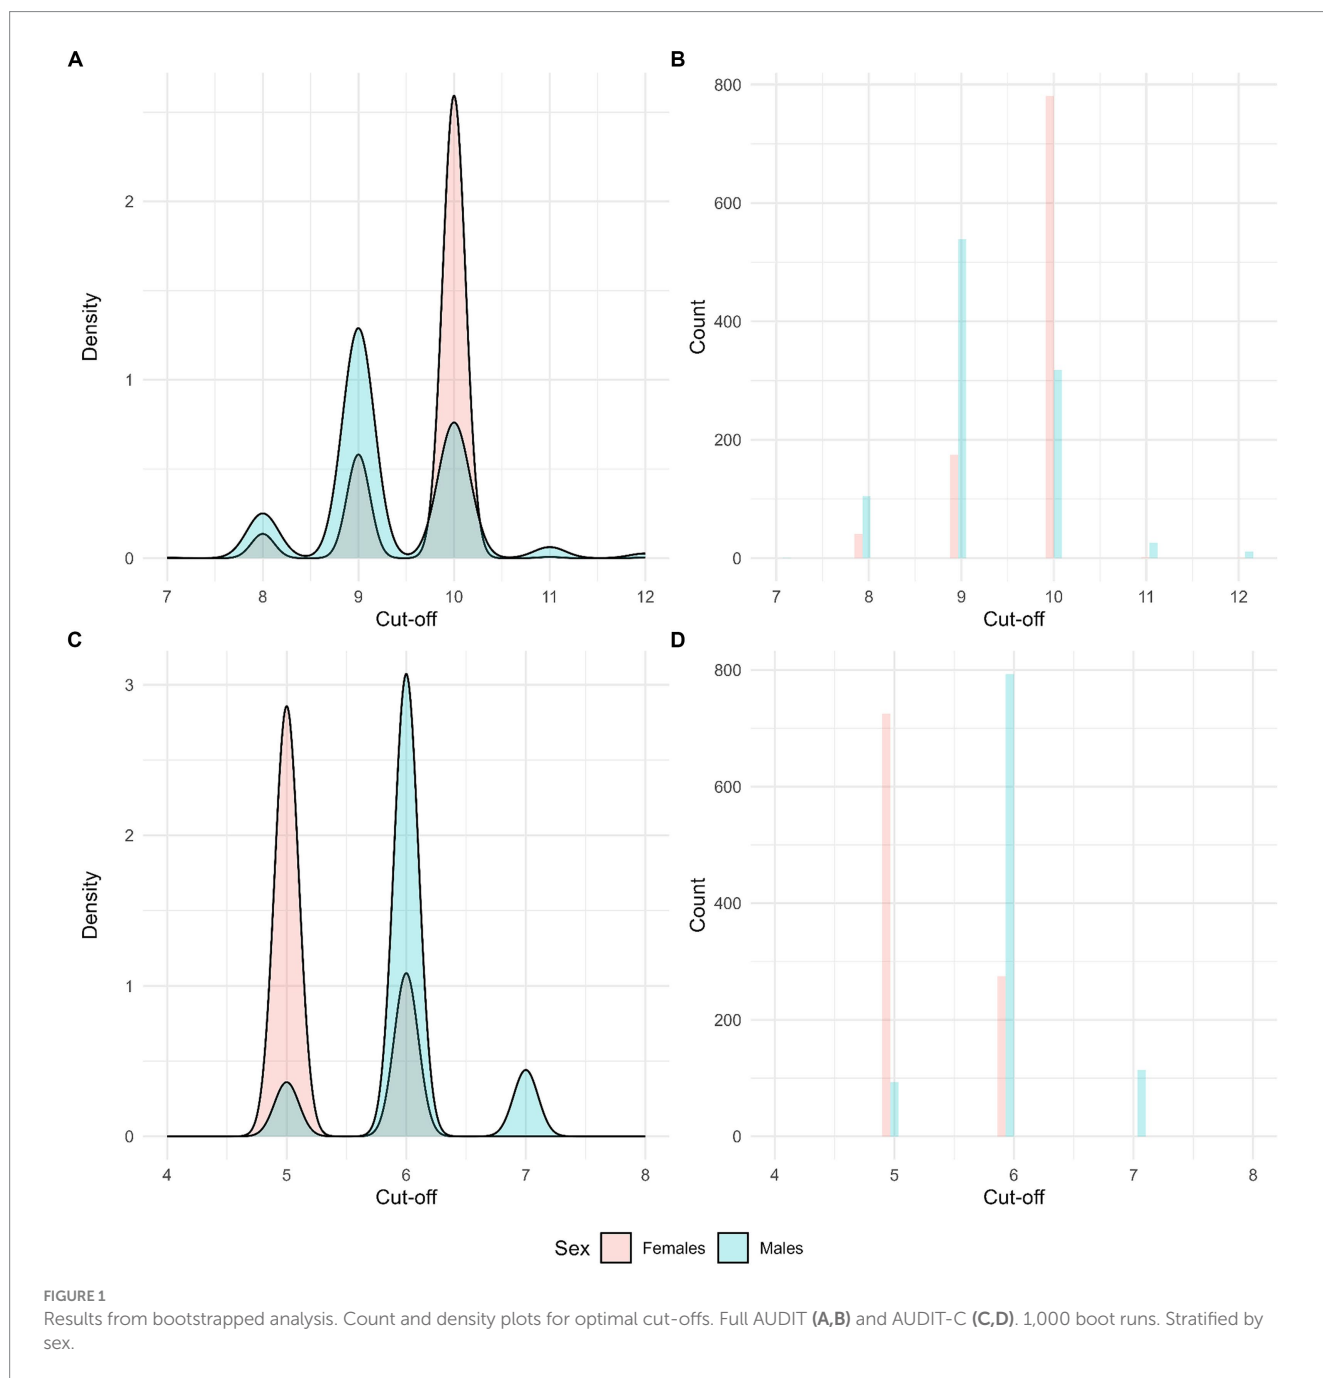 A
B
2
1
0
Density
7 8 9 10 11 12
Cut-off
800
600
400
200
0
Count
7 8 9 10 11 12
Cut-off
C
D
3
2
1
0
Density
4 5 6 7 8
Cut-off
800
600
400
200
0
Count
4 5 6 7 8
Cut-off
Sex Females Males
FIGURE 1
Results from bootstrapped analysis. Count and density plots for optimal cut-offs. Full AUDIT (A,B) and AUDIT-C (C,D). 1,000 boot runs. Stratified by
sex.